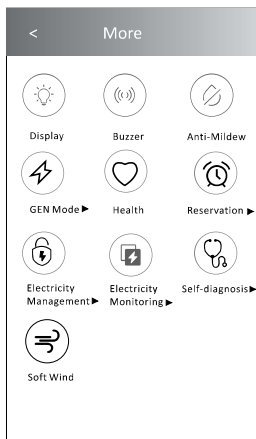 < More
Display Buzzer Anti-Mildew
GEN Mode▶ Health Reservation▶
Electricity Electricity Self-diagnosis▶
Management▶ Monitoring▶
Soft Wind